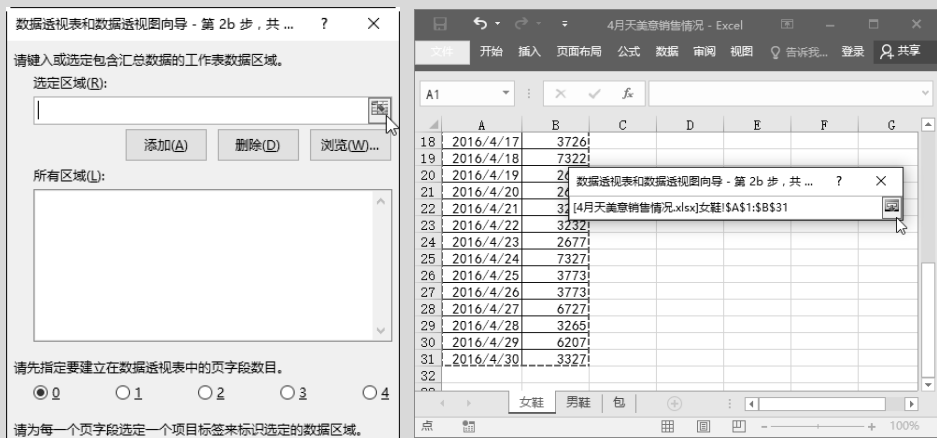 数据透视表和数据透视图向导 - 第 2b 步，共 ... ?
请键入或选定包含汇总数据的工作表数据区域。
选定区域(R):
添加(A) 删除(D) 浏览(W)...
所有区域(L):
请先指定要建立在数据透视表中的页字段数目。
0 1 2 3 4
请为每一个页字段选定一个项目标签来标识选定的数据区域。
4月天美意销售情况 - Excel
文件 开始 插入 页面布局 公式 数据 审阅 视图 告诉我... 登录 共享
A1 fx
A B C D E F G
18 2016/4/17 3726
19 2016/4/18 7322
20 2016/4/19
21 2016/4/20
22 2016/4/21
23 2016/4/22 3232
24 2016/4/23 2677
25 2016/4/24 7327
26 2016/4/25 3773
27 2016/4/26 3773
28 2016/4/27 6727
29 2016/4/28 3265
30 2016/4/29 6207
31 2016/4/30 3327
32
数据透视表和数据透视图向导 - 第 2b 步，共 ... ?
[4月天美意销售情况.xlsx]女鞋!$A$1:$B$31
女鞋 男鞋 包
点 100%